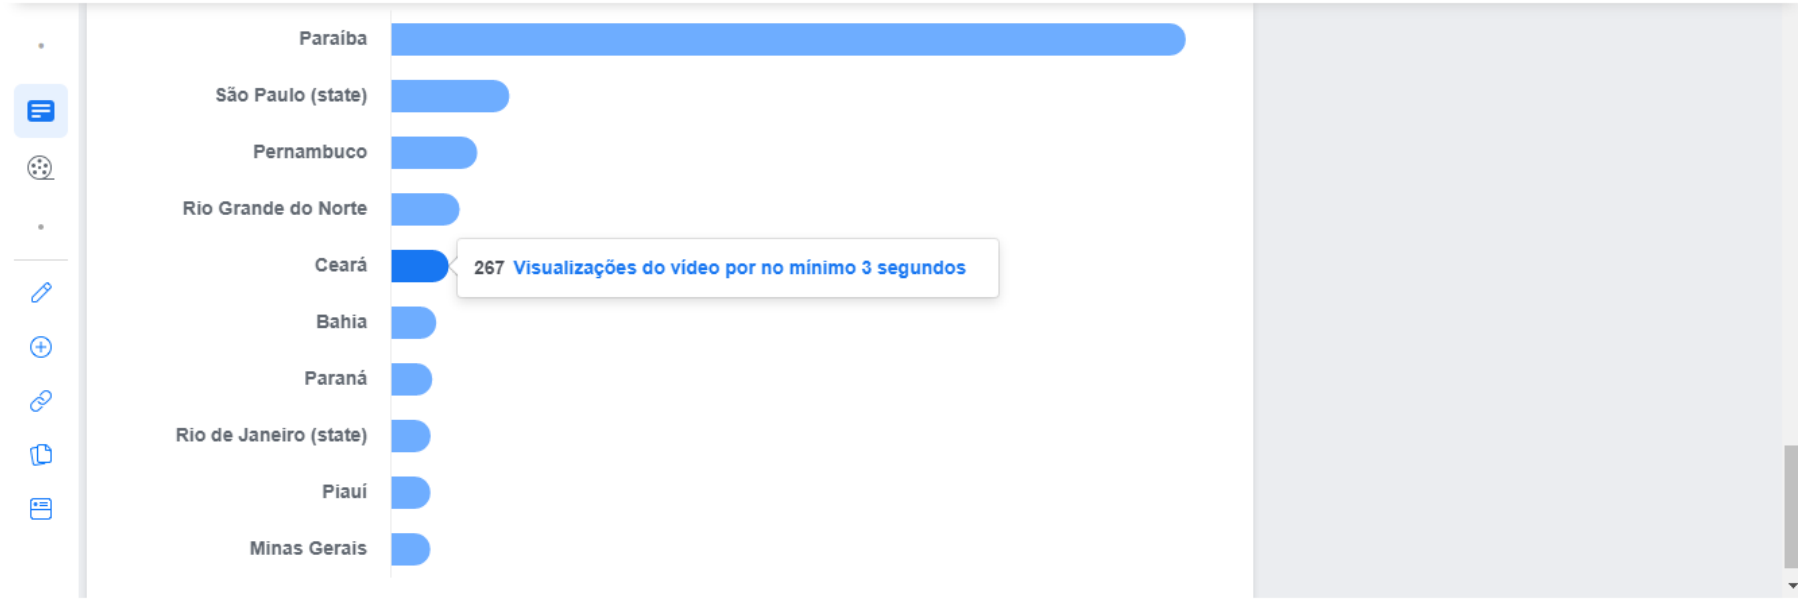 Paraíba
São Paulo (state)
Pernambuco
Rio Grande do Norte
Ceará
267 Visualizações do vídeo por no mínimo 3 segundos
Bahia
Paraná
Rio de Janeiro (state)
Piauí
Minas Gerais